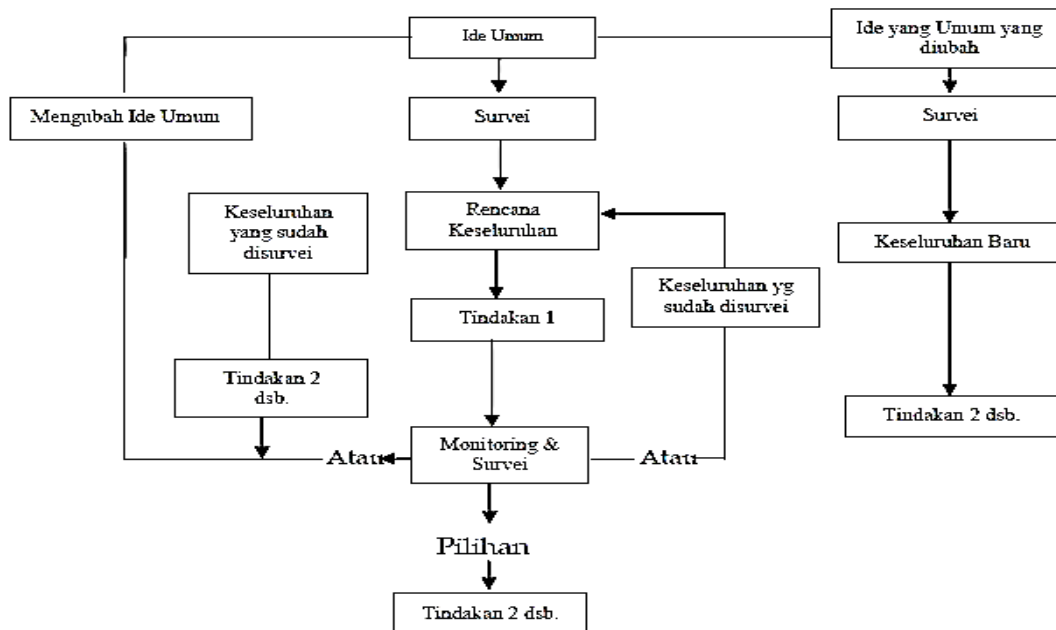 Ide Umum
Ide yang Umum yang
diubah
Mengubah Ide Umum
Survei
Survei
Keseluruhan
yang sudah
disurvei
Rencana
Keseluruhan
Keseluruhan Baru
Keseluruhan yg
sudah disurvei
Tindakan 1
Tindakan 2
dsb.
Tindakan 2 dsb.
Atau
Monitoring &
Survei
Atau
Pilihan
Tindakan 2 dsb.